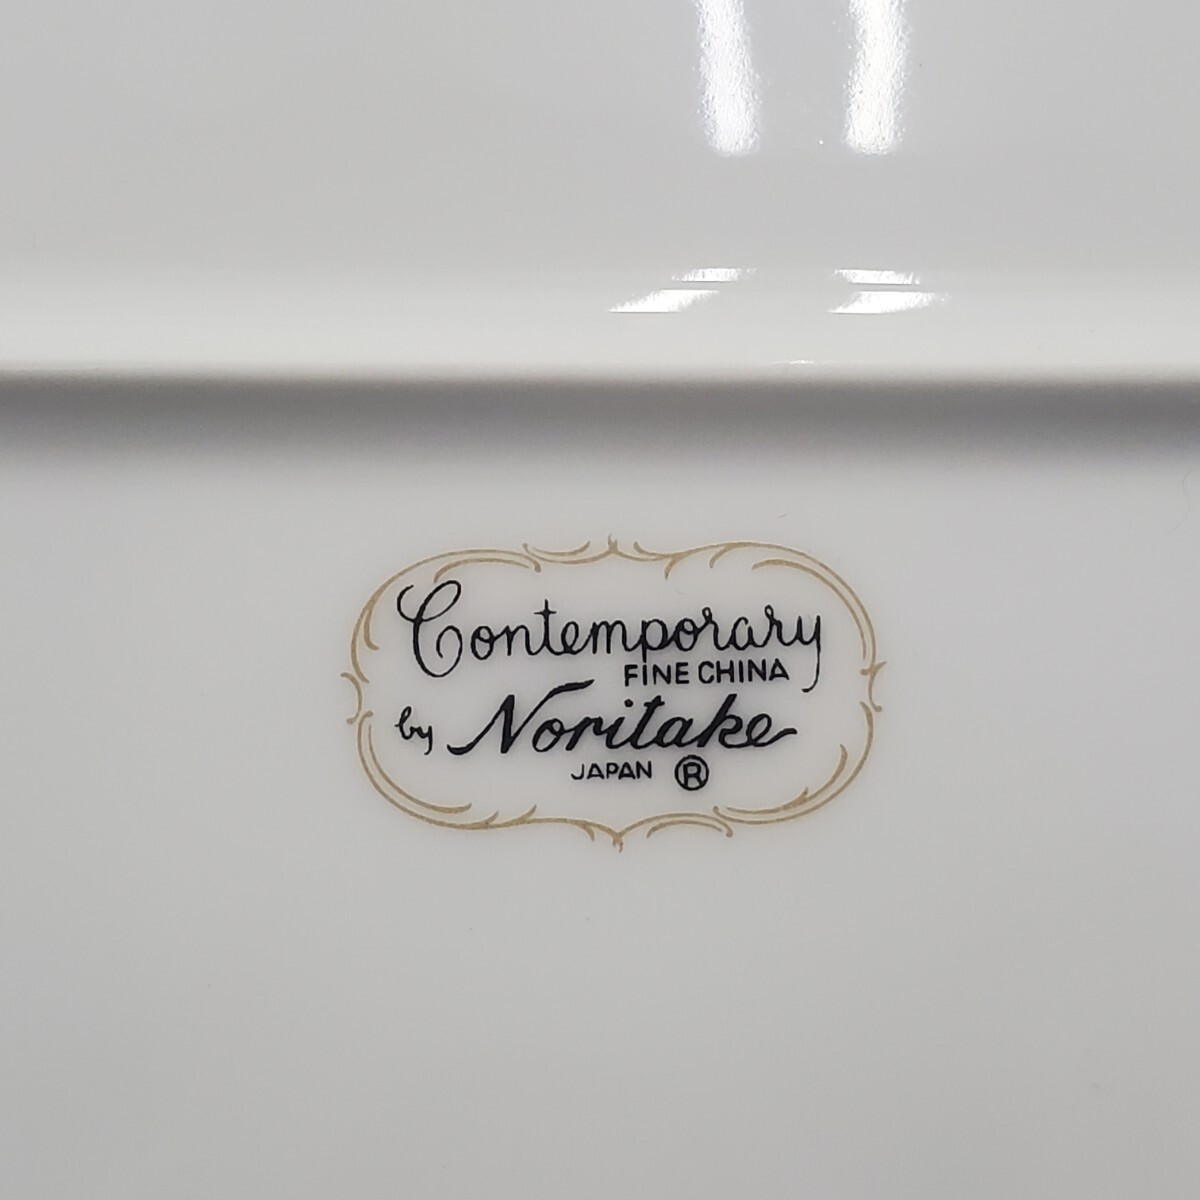 Contemporary
FINE CHINA
by Noritake
JAPAN ®